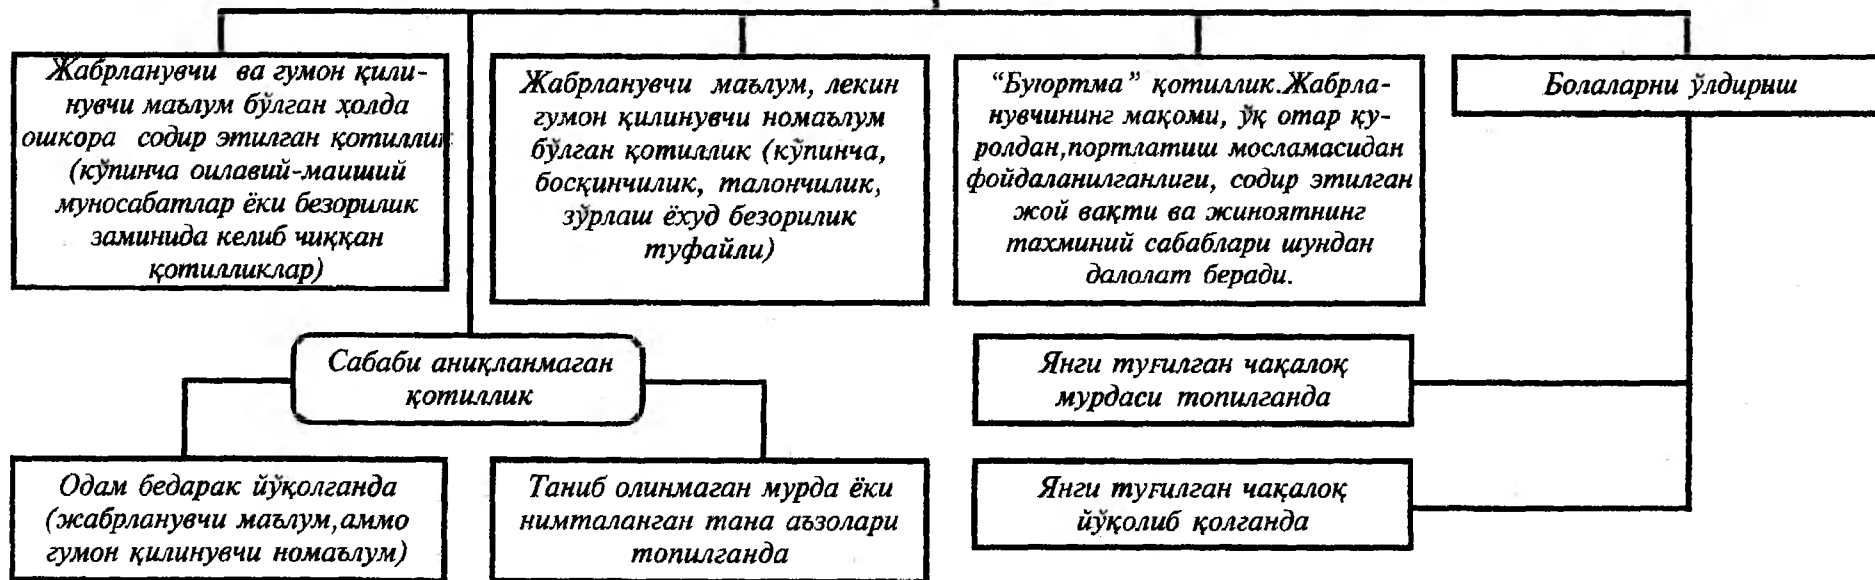 Жабрланувчи ва гумон қили-
нувчи маълум бўлган ҳолда
ошкора содир этилган қотиллик
(кўпинча оилавий-маиший
муносабатлар ёки безорилик
заминида келиб чиққан
қотилликлар)
Жабрланувчи маълум, лекин
гумон қилинувчи номаълум
бўлган қотиллик (кўпинча,
босқинчилик, талончилик,
зўрлаш ёхуд безорилик
туфайли)
“Буюртма” қотиллик.Жабрла-
нувчининг мақоми, ўқ отар қу-
ролдан,портлатиш мосламасидан
фойдаланилганлиги, содир этилган
жой вақти ва жиноятнинг
тахминий сабаблари шундан
далолат беради.
Болаларни ўлдириш
Сабаби аниқланмаган
қотиллик
Янги туғилган чақалоқ
мурдаси топилганда
Одам бедарак йўқолганда
(жабрланувчи маълум,аммо
гумон қилинувчи номаълум)
Таниб олинмаган мурда ёки
нимталанган тана аъзолари
топилганда
Янги туғилган чақалоқ
йўқолиб қолганда